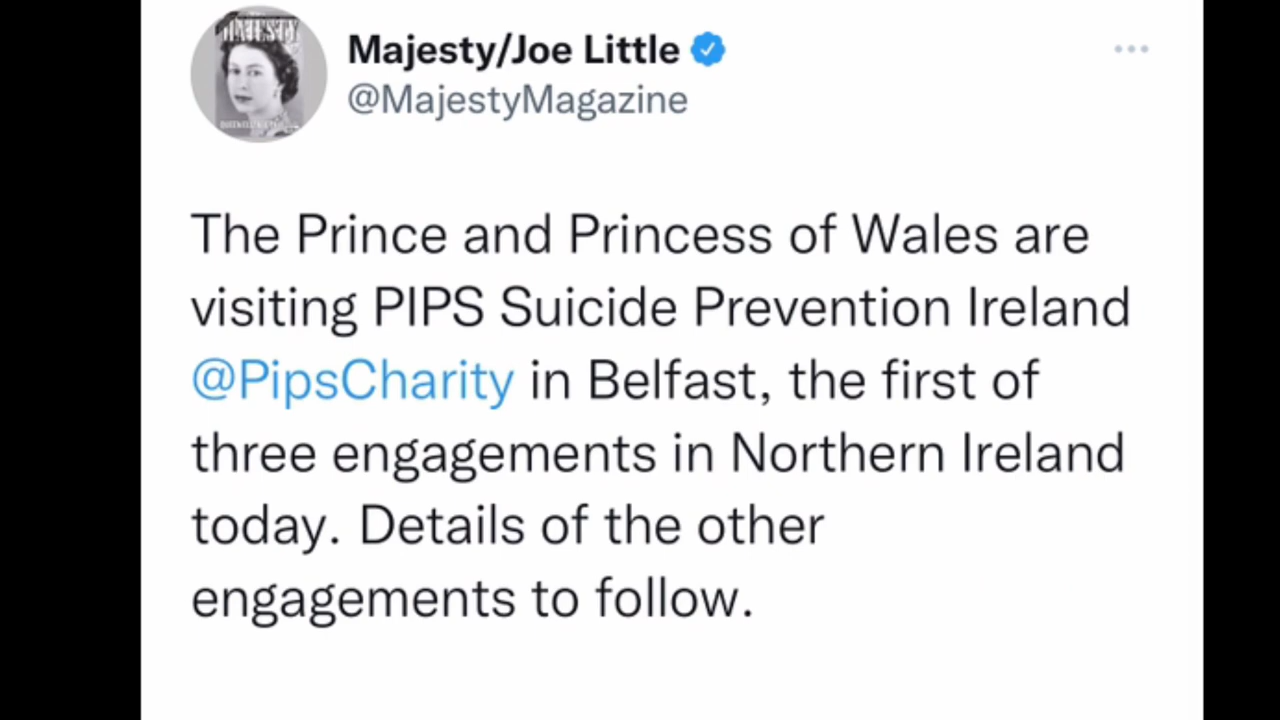 MAJESTY
Majesty/Joe Little
@MajestyMagazine
The Prince and Princess of Wales are
visiting PIPS Suicide Prevention Ireland
@PipsCharity in Belfast, the first of
three engagements in Northern Ireland
today. Details of the other
engagements to follow.